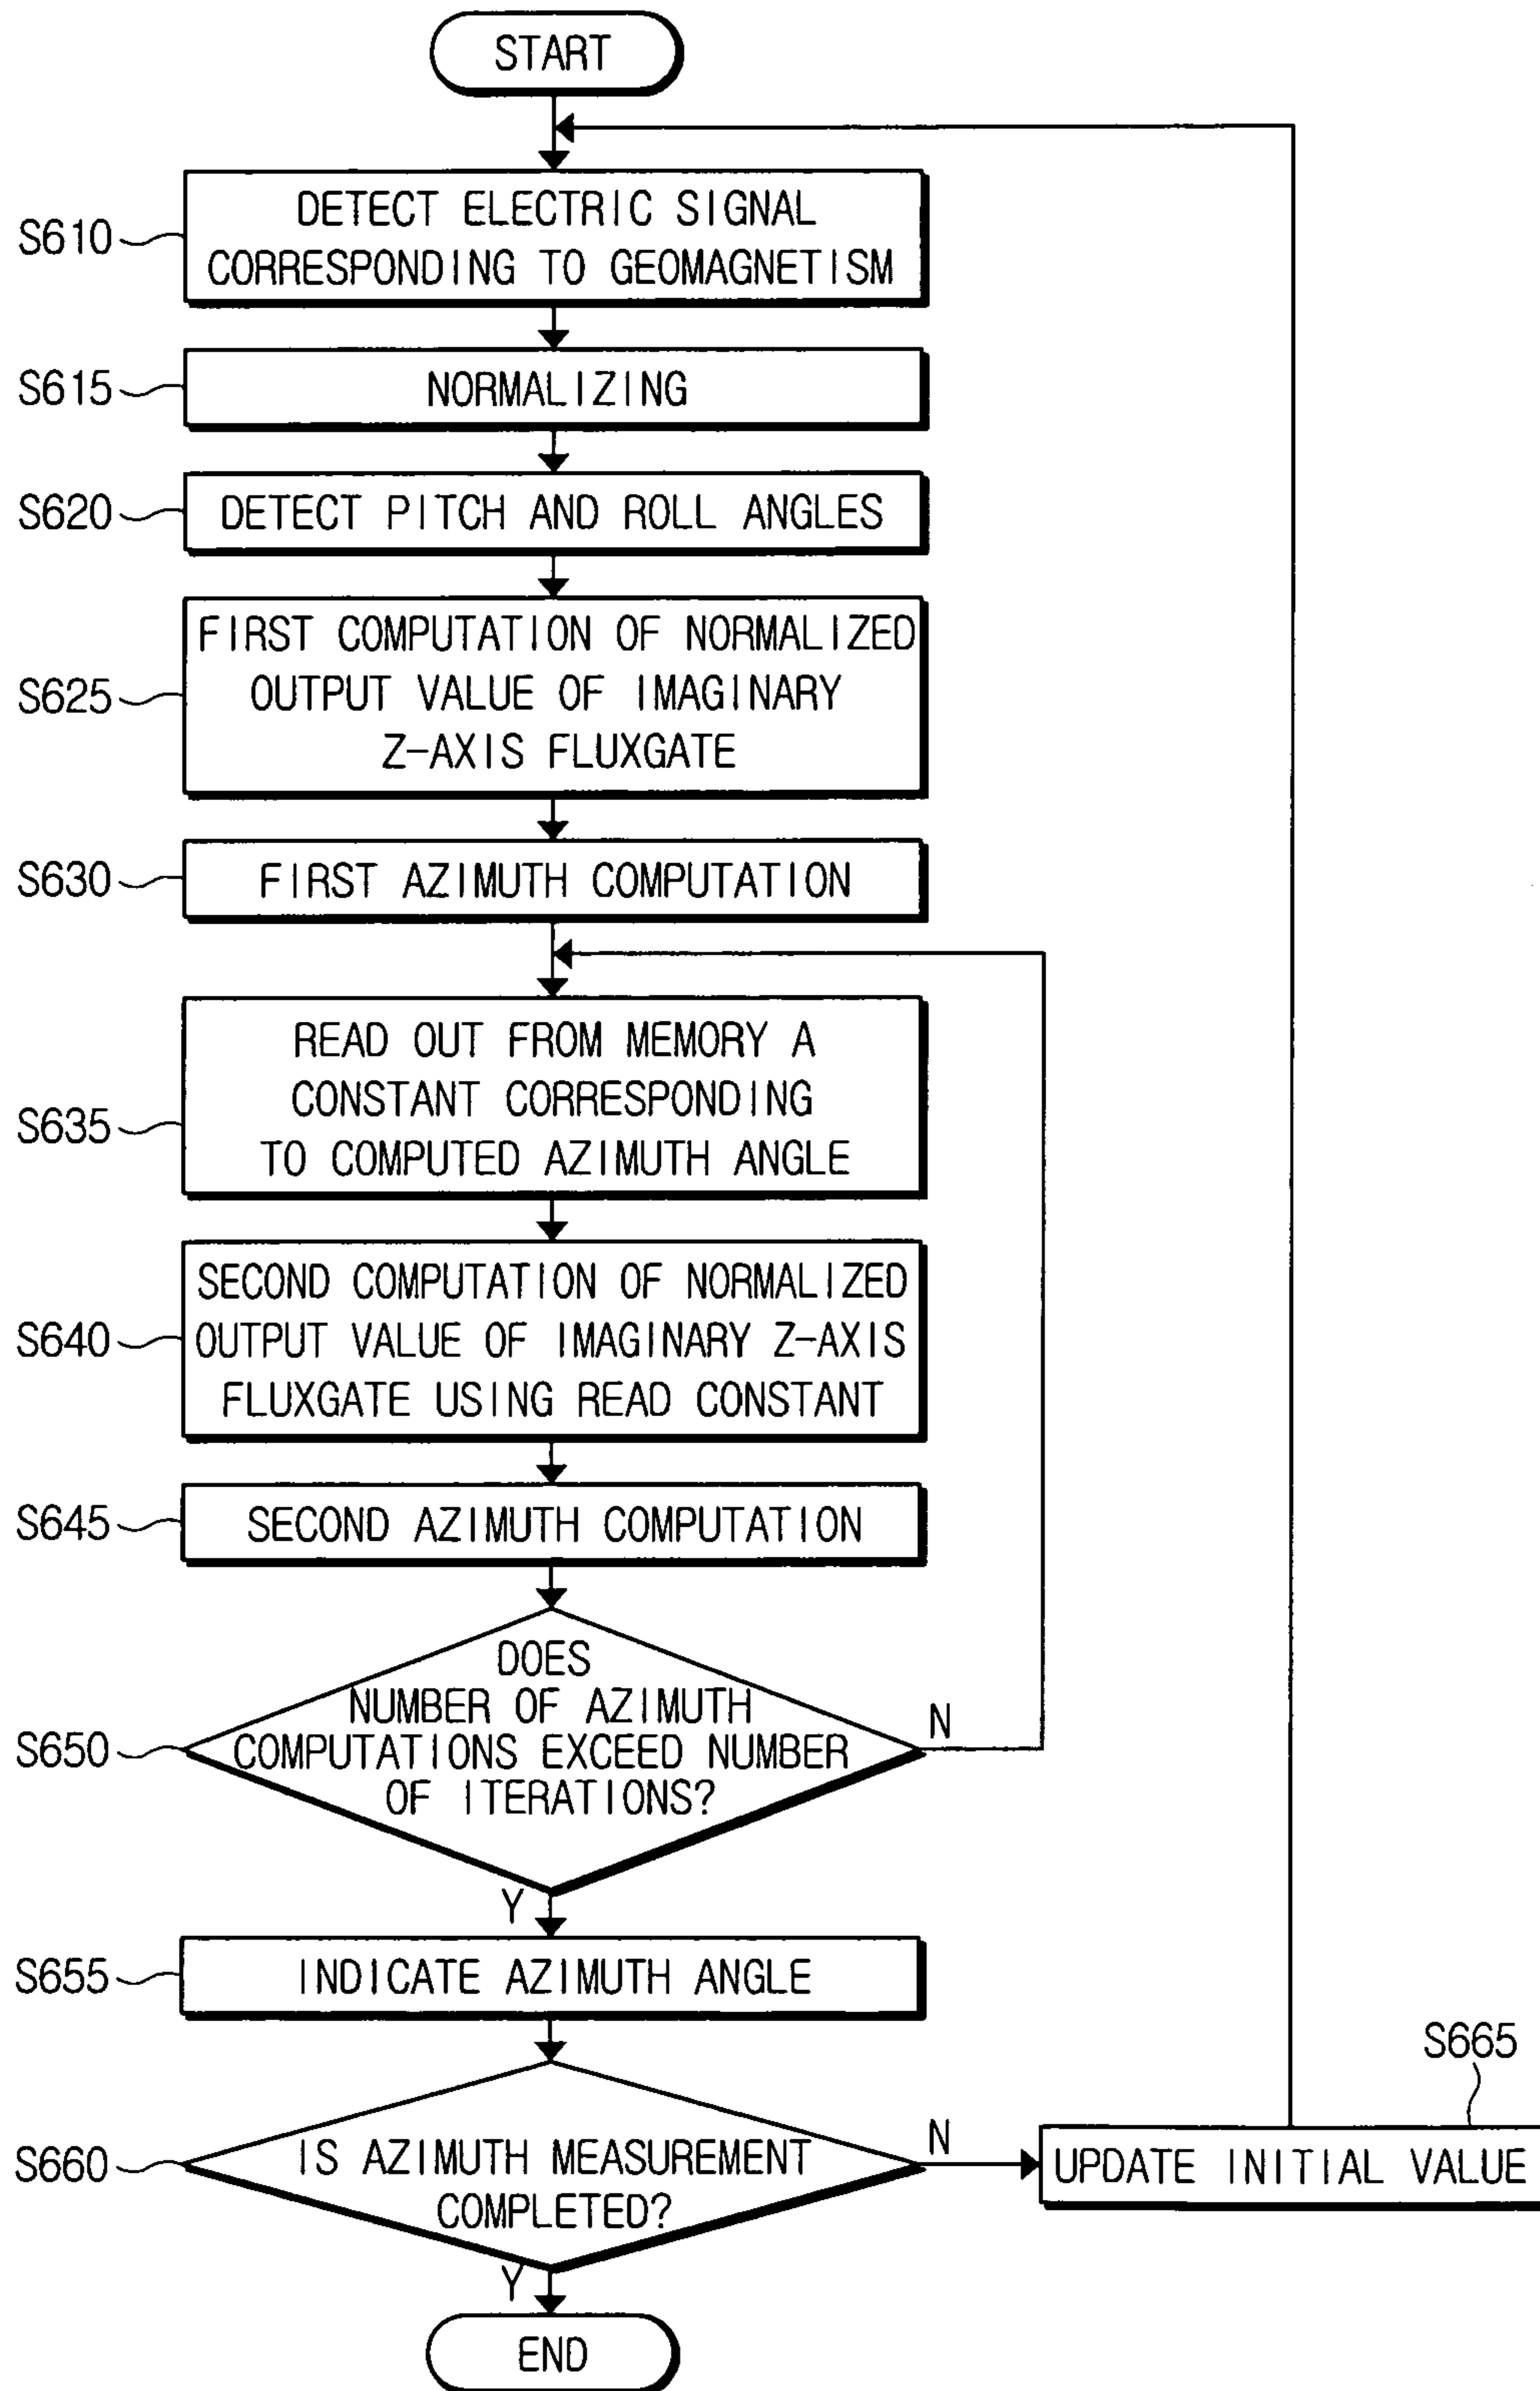 START
S610
DETECT ELECTRIC SIGNAL
CORRESPONDING TO GEOMAGNETISM
S615
NORMALIZING
S620
DETECT PITCH AND ROLL ANGLES
S625
FIRST COMPUTATION OF NORMALIZED
OUTPUT VALUE OF IMAGINARY
Z-AXIS FLUXGATE
S630
FIRST AZIMUTH COMPUTATION
S635
READ OUT FROM MEMORY A
CONSTANT CORRESPONDING
TO COMPUTED AZIMUTH ANGLE
S640
SECOND COMPUTATION OF NORMALIZED
OUTPUT VALUE OF IMAGINARY Z-AXIS
FLUXGATE USING READ CONSTANT
S645
SECOND AZIMUTH COMPUTATION
S650
DOES
NUMBER OF AZIMUTH
COMPUTATIONS EXCEED NUMBER
OF ITERATIONS?
N
Y
S655
INDICATE AZIMUTH ANGLE
S660
IS AZIMUTH MEASUREMENT
COMPLETED?
N
S665
UPDATE INITIAL VALUE
Y
END